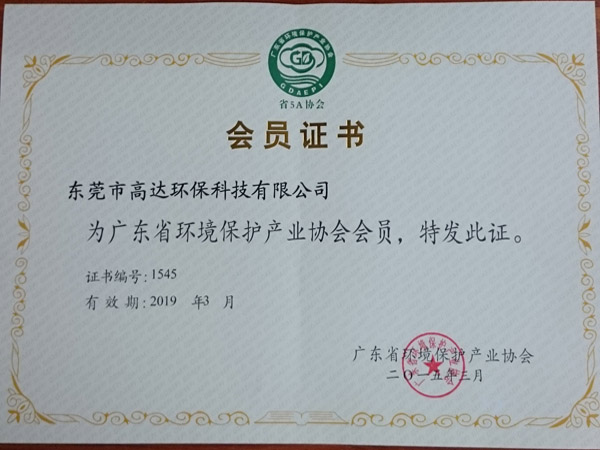 广东省环境保护产业协会
GDAEPI
省5A协会
会员证书
东莞市高达环保科技有限公司
为广东省环境保护产业协会会员，特发此证。
证书编号:1545
有效期:2019 年3 月
广东省环境保护产业协会
二〇一五年三月